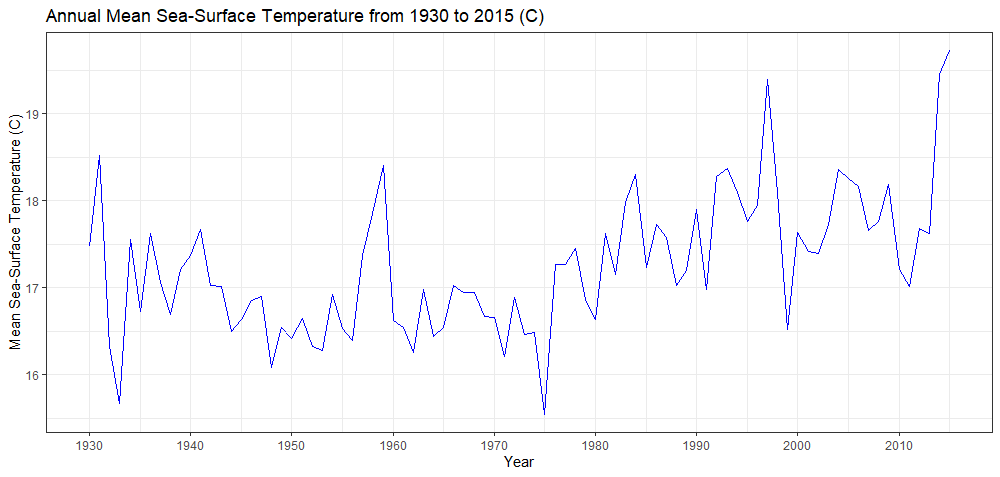 Annual Mean Sea-Surface Temperature from 1930 to 2015 (C)
Mean Sea-Surface Temperature (C)
19
18
17
16
1930 1940 1950 1960 1970 1980 1990 2000 2010
Year